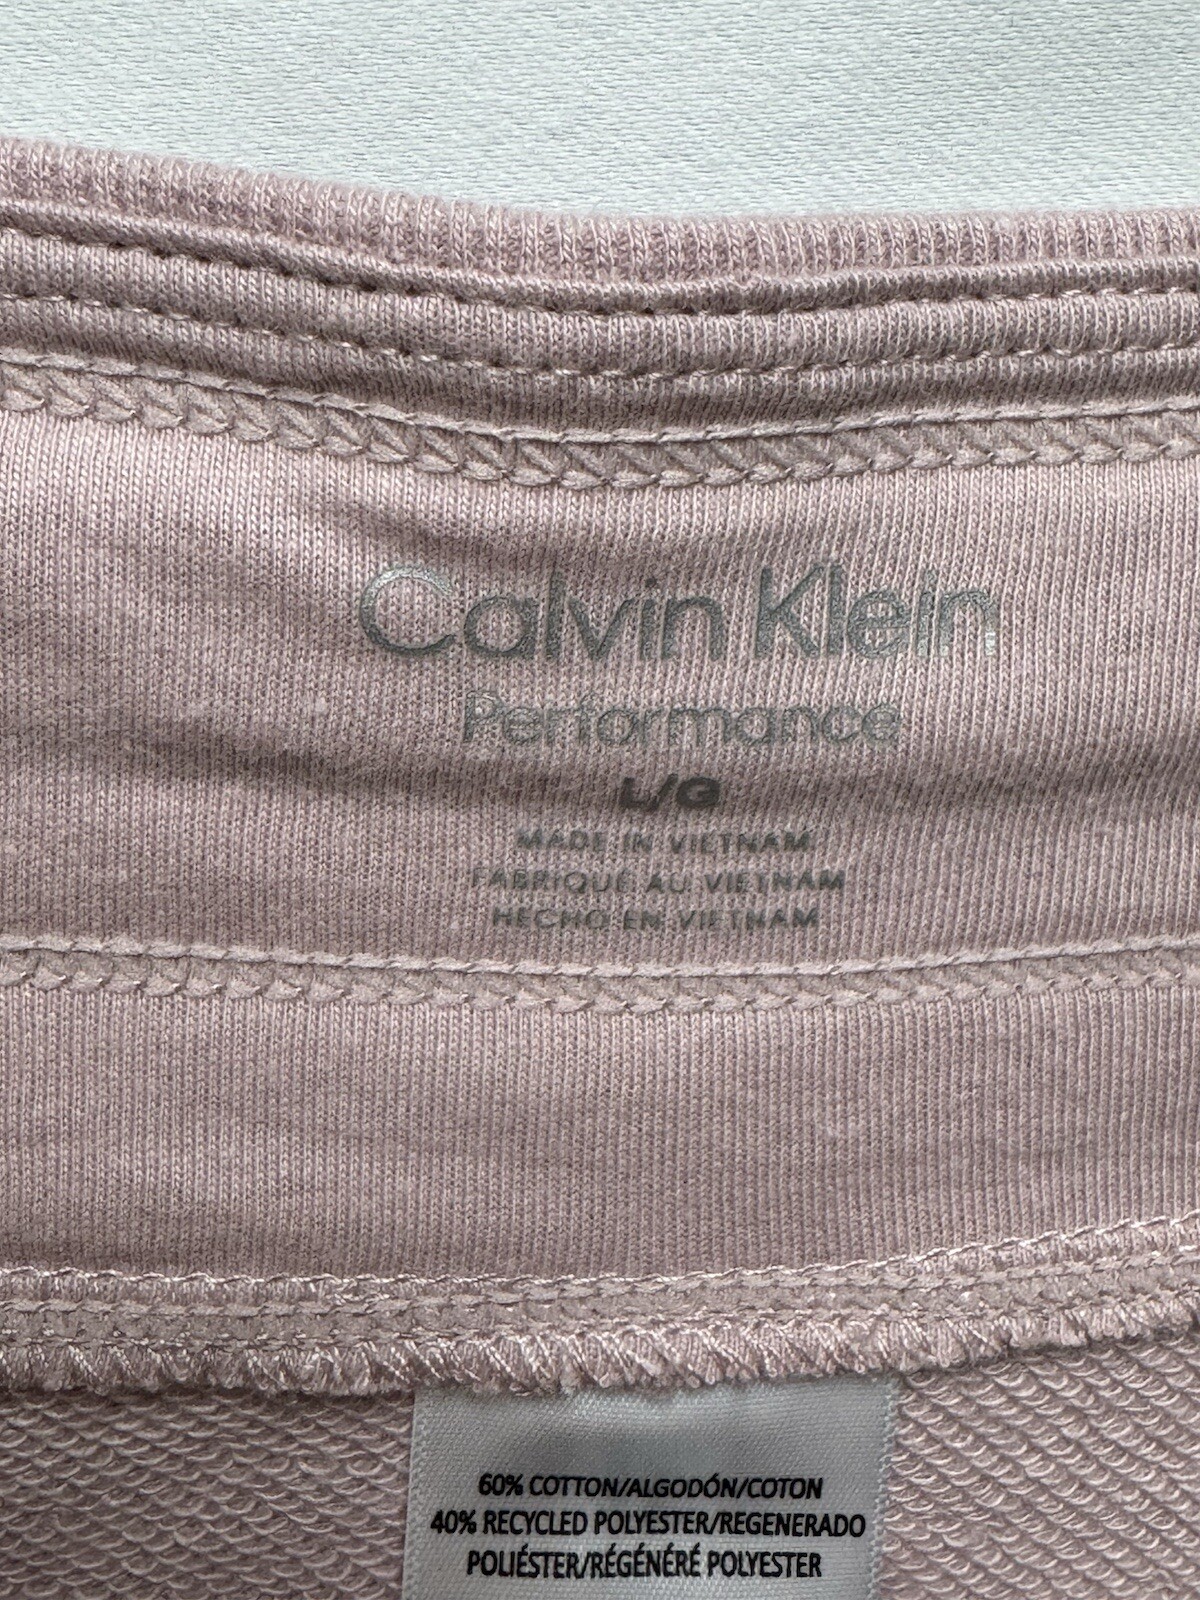 Calvin Klein
Performance
L/G
MADE IN VIETNAM
FABRIQUÉ AU VIETNAM
HECHO EN VIETNAM
60% COTTON/ALGODÓN/COTON
40% RECYCLED POLYESTER/REGENERADO
POLIÉSTER/RÉGÉNÉRÉ POLYESTER